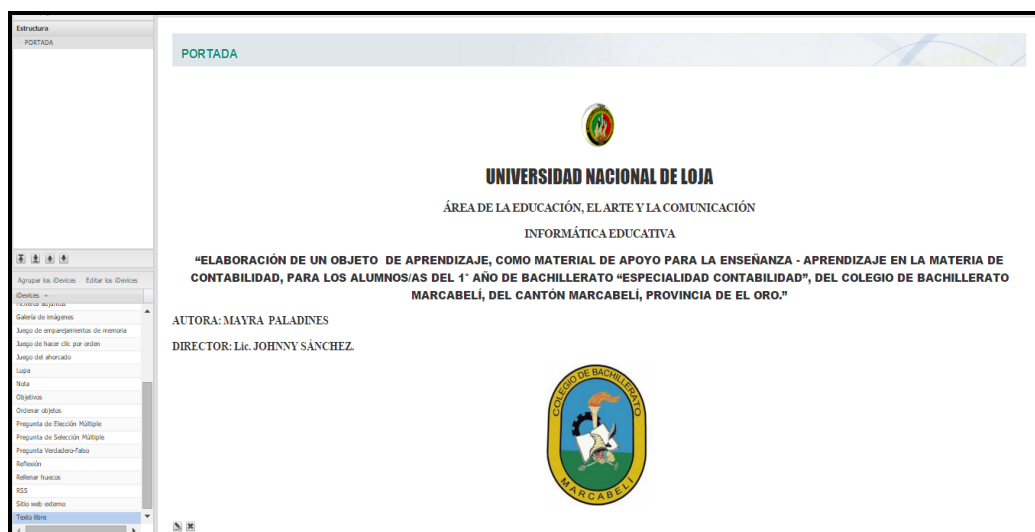 Estructura
PORTADA
PORTADA
UNIVERSIDAD NACIONAL DE LOJA
ÁREA DE LA EDUCACIÓN, EL ARTE Y LA COMUNICACIÓN
INFORMÁTICA EDUCATIVA
“ELABORACIÓN DE UN OBJETO DE APRENDIZAJE, COMO MATERIAL DE APOYO PARA LA ENSEÑANZA - APRENDIZAJE EN LA MATERIA DE
CONTABILIDAD, PARA LOS ALUMNOS/AS DEL 1° AÑO DE BACHILLERATO “ESPECIALIDAD CONTABILIDAD”, DEL COLEGIO DE BACHILLERATO
MARCABELÍ, DEL CANTÓN MARCABELÍ, PROVINCIA DE EL ORO.”
AUTORA: MAYRA PALADINES
DIRECTOR: Lic. JOHNNY SÁNCHEZ.
COLEGIO DE BACHILLERATO
MARCABELI
Agrupar los iDevices Editar los iDevices
iDevices
Ficheros adjuntos
Galería de imágenes
Juego de emparejamientos de memoria
Juego de hacer clic por orden
Juego del ahorcado
Lupa
Nota
Objetivos
Ordenar objetos
Pregunta de Elección Múltiple
Pregunta de Selección Múltiple
Pregunta Verdadero-Falso
Reflexión
Rellenar huecos
RSS
Sitio web externo
Texto libre